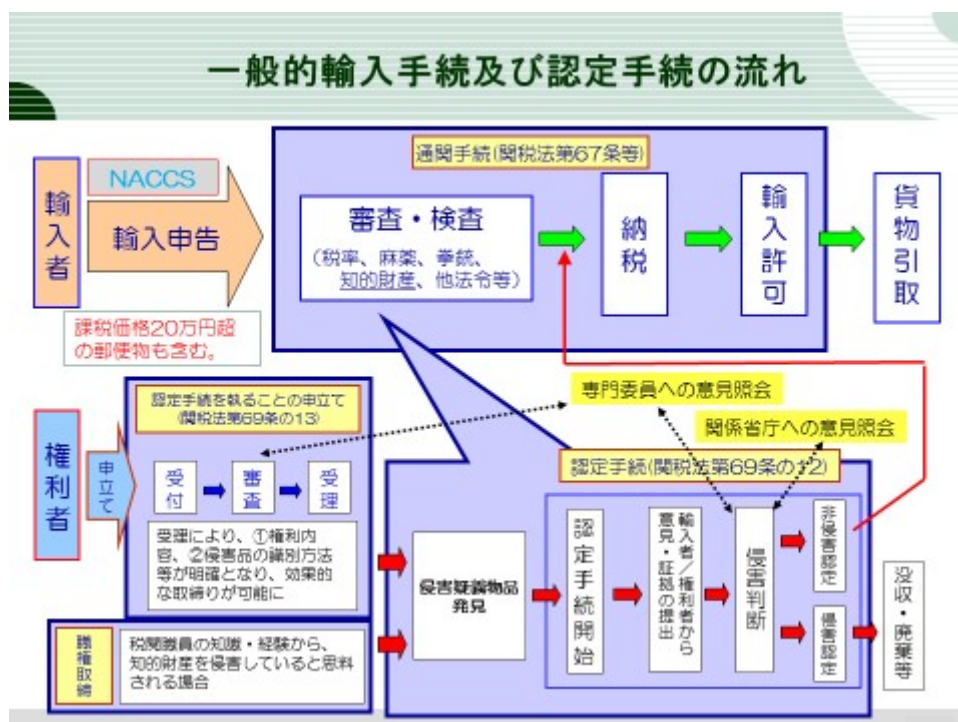 一般的輸入手続及び認定手続の流れ
輸入者
NACCS
輸入申告
課税価格20万円超
の郵便物も含む。
通関手続(関税法第67条等)
審査・検査
(税率、麻薬、拳銃、
知的財産、他法令等)
納税
輸入許可
貨物引取
権利者
申立て
認定手続を執ることの申立て
(関税法第69条の13)
受付
審査
受理
受理により、①権利内
容、②侵害品の識別方法
等が明確となり、効果的
な取締りが可能に
職権取締
税関職員の知識・経験から、
知的財産を侵害していると思料
される場合
専門委員への意見照会
関係省庁への意見照会
認定手続(関税法第69条の12)
侵害疑義物品
発見
認定手続開始
輸入者/権利者から
意見・証拠の提出
侵害判断
非侵害認定
侵害認定
没収・廃棄等